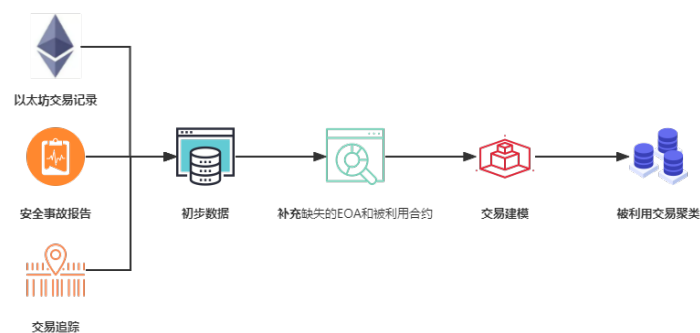 以太坊交易记录
安全事故报告
初步数据
补充缺失的EOA和被利用合约
交易建模
被利用交易聚类
交易追踪